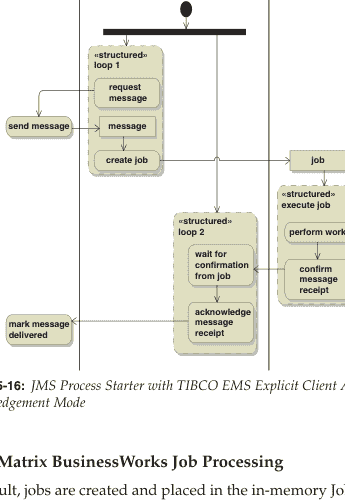 «structured»
loop 1
request
message
send message
message
create job
job
«structured»
execute job
perform work
confirm
message
receipt
«structured»
loop 2
wait for
confirmation
from job
acknowledge
message
receipt
mark message
delivered
5-16: JMS Process Starter with TIBCO EMS Explicit Client A
edgement Mode
Matrix BusinessWorks Job Processing
ult, jobs are created and placed in the in-memory Jo